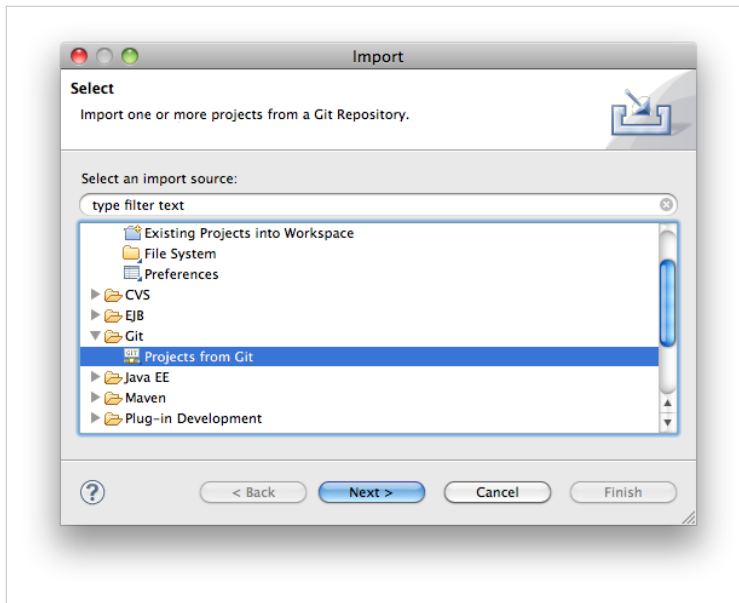 Import
Select
Import one or more projects from a Git Repository.
Select an import source:
type filter text
Existing Projects into Workspace
File System
Preferences
CVS
EJB
Git
GIT Projects from Git
Java EE
Maven
Plug-in Development
? < Back Next > Cancel Finish